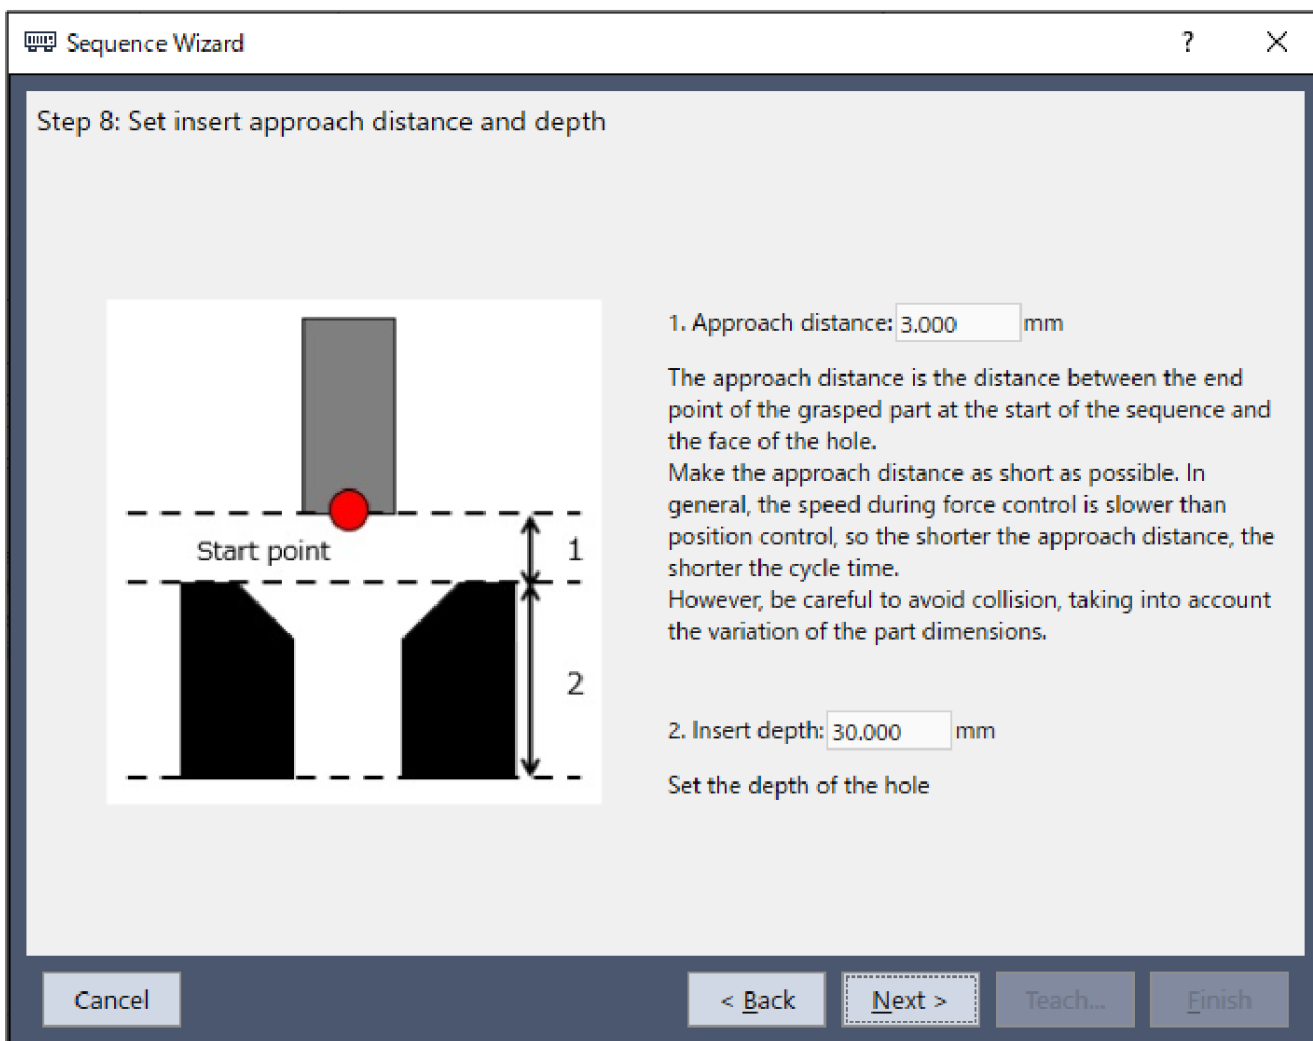 Sequence Wizard
?
Step 8: Set insert approach distance and depth
Start point
1
2
1. Approach distance: 3.000 mm
The approach distance is the distance between the end
point of the grasped part at the start of the sequence and
the face of the hole.
Make the approach distance as short as possible. In
general, the speed during force control is slower than
position control, so the shorter the approach distance, the
shorter the cycle time.
However, be careful to avoid collision, taking into account
the variation of the part dimensions.
2. Insert depth: 30.000 mm
Set the depth of the hole
Cancel
< Back
Next >
Teach...
Finish